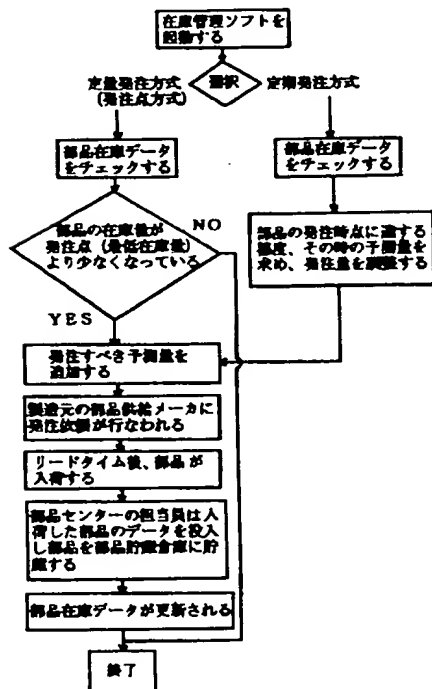 在庫管理ソフトを
起動する
選択
定量発注方式
(発注点方式)
定期発注方式
部品在庫データ
をチェックする
部品在庫データ
をチェックする
部品の在庫量が
発注点(最低在庫量)
より少なくなっている
NO
YES
部品の発注時点に達する
都度、その時の予測量を
求め、発注量を調整する
発注すべき予測量を
追加する
製造元の部品供給メーカに
発注依頼が行なわれる
リードタイム後、部品が
入荷する
部品センターの担当員は入
荷した部品のデータを投入
し部品を部品貯蔵倉庫に貯
蔵する
部品在庫データが更新される
終了